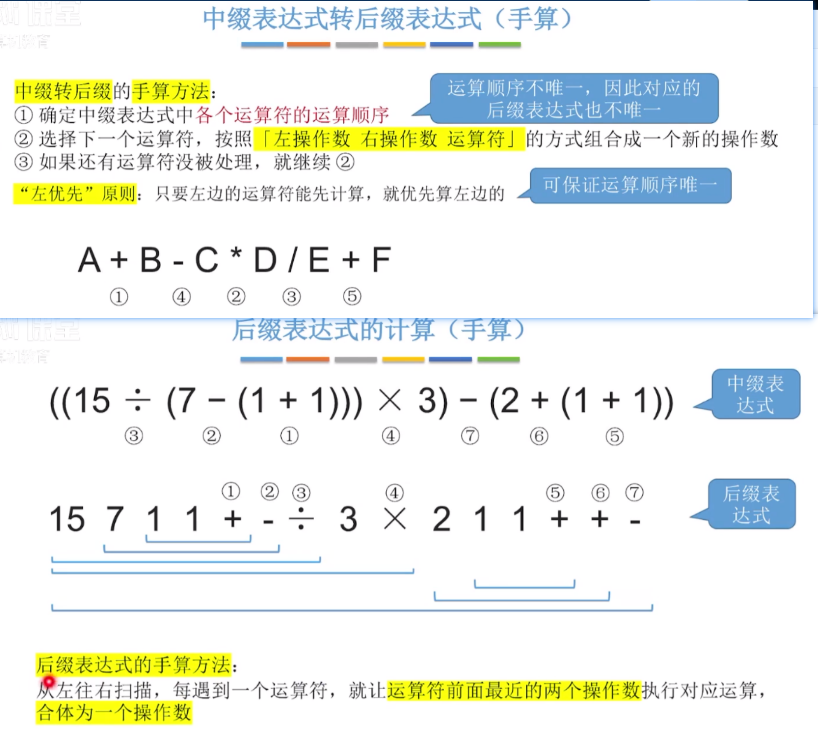 中缀表达式转后缀表达式（手算）
中缀转后缀的手算方法：
① 确定中缀表达式中各个运算符的运算顺序
运算顺序不唯一，因此对应的
后缀表达式也不唯一
② 选择下一个运算符，按照「左操作数 右操作数 运算符」的方式组合成一个新的操作数
③ 如果还有运算符没被处理，就继续 ②
“左优先”原则：只要左边的运算符能先计算，就优先算左边的
可保证运算顺序唯一
A + B - C * D / E + F
① ④ ② ③ ⑤
后缀表达式的计算（手算）
((15 ÷ (7 − (1 + 1))) × 3) − (2 + (1 + 1))
中缀表
达式
③ ② ① ④ ⑦ ⑥ ⑤
① ② ③ ④ ⑤ ⑥ ⑦
15 7 1 1 + - ÷ 3 × 2 1 1 + + -
后缀表
达式
后缀表达式的手算方法：
从左往右扫描，每遇到一个运算符，就让运算符前面最近的两个操作数执行对应运算，
合体为一个操作数